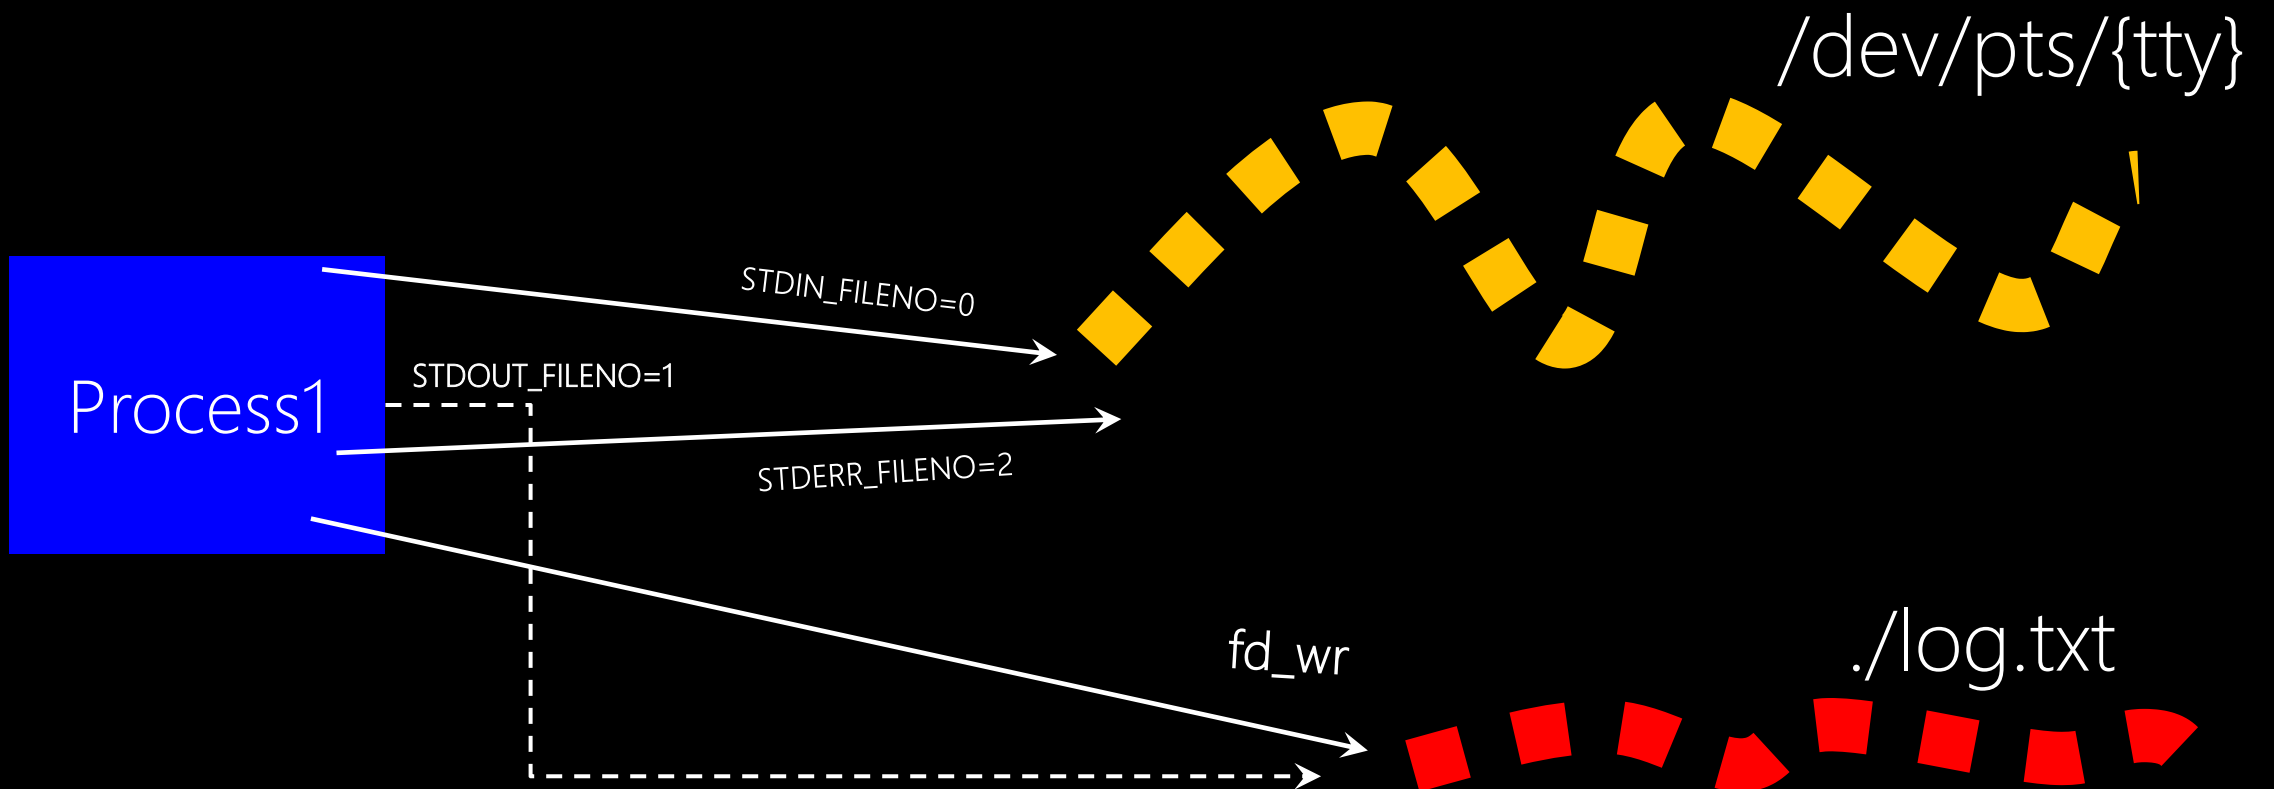 /dev/pts/{tty}
STDIN_FILENO=0
STDOUT_FILENO=1
Process1
STDERR_FILENO=2
fd_wr
./log.txt